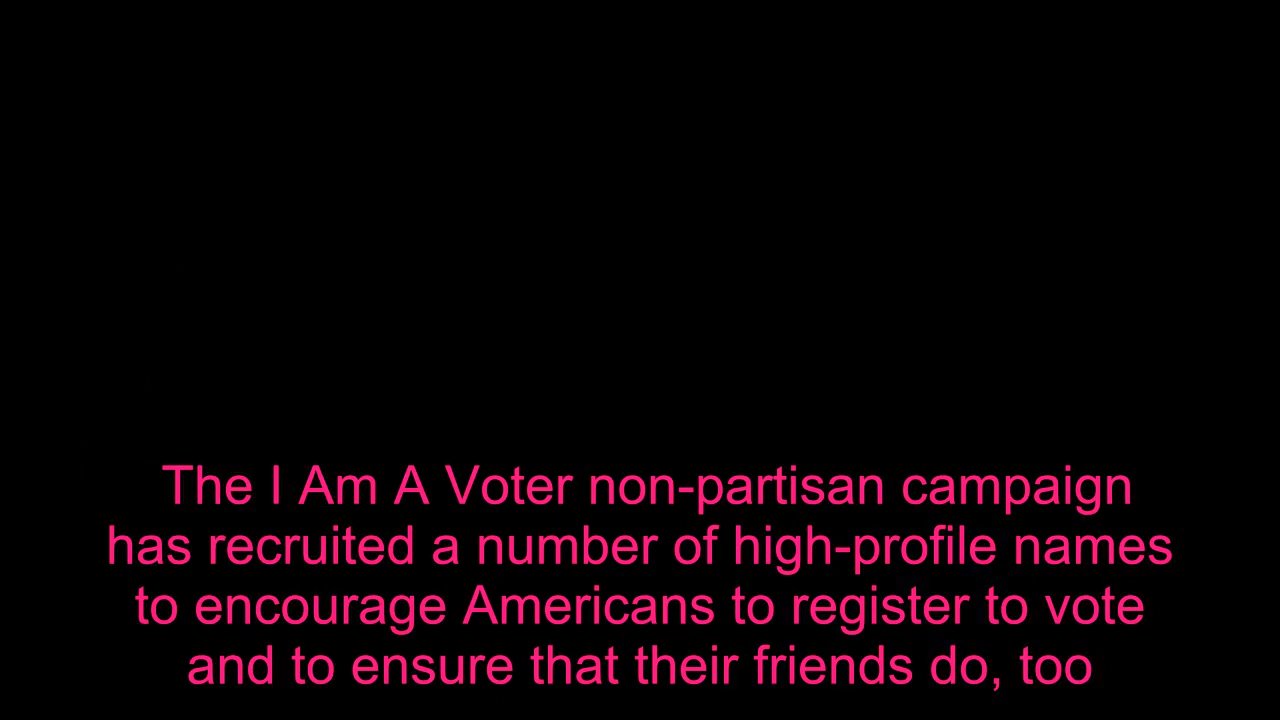 The I Am A Voter non-partisan campaign
has recruited a number of high-profile names
to encourage Americans to register to vote
and to ensure that their friends do, too